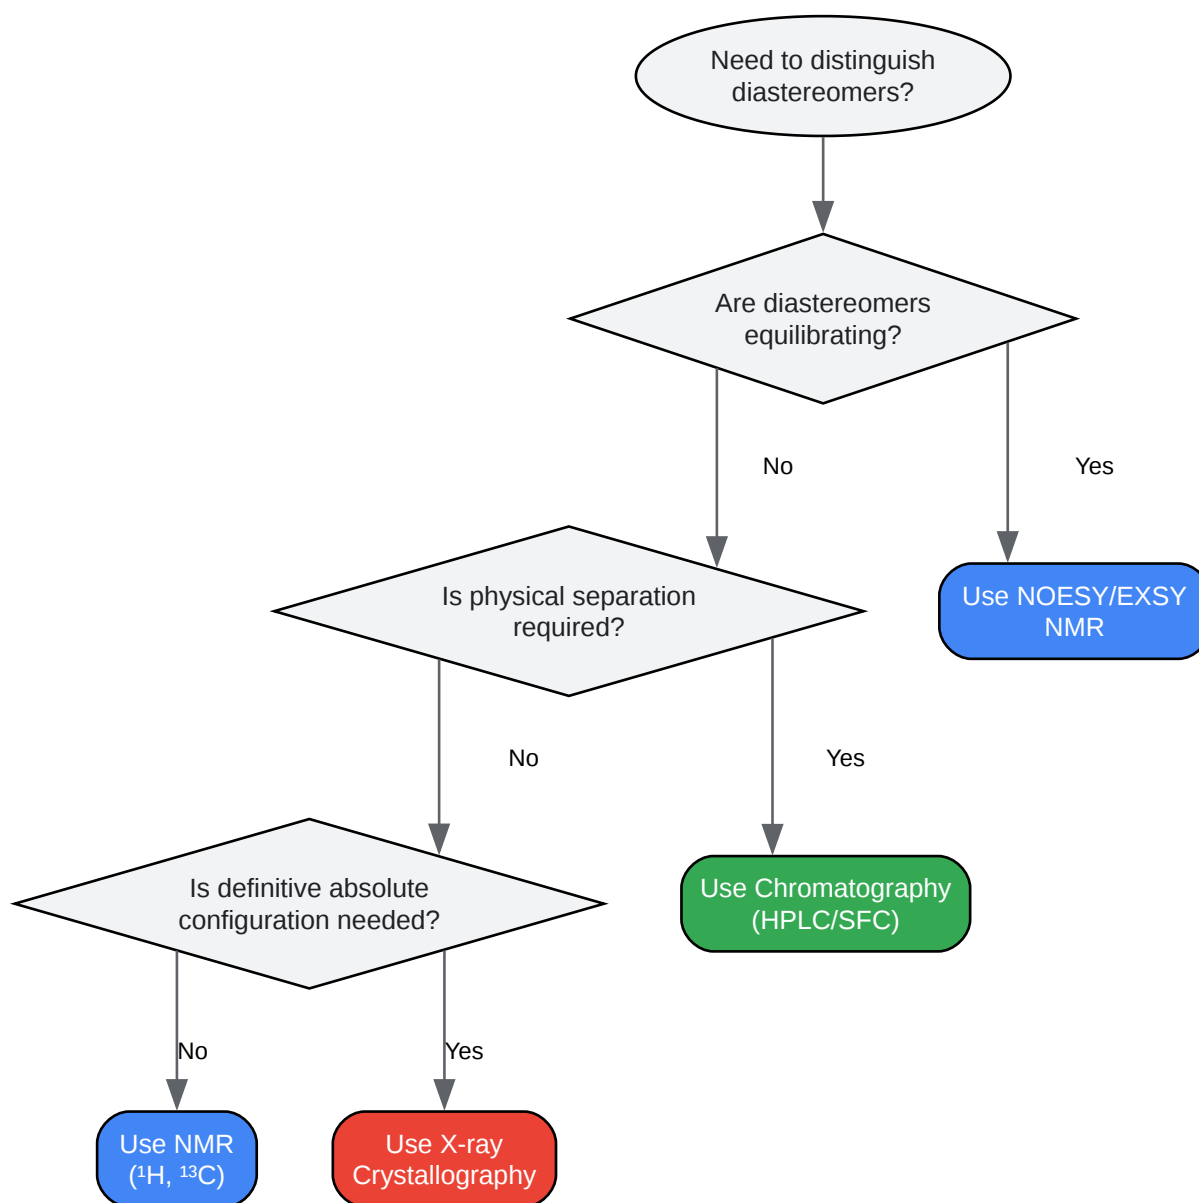 Need to distinguish
diastereomers?
Are diastereomers
equilibrating?
No
Yes
Is physical separation
required?
Use NOESY/EXSY
NMR
No
Yes
Is definitive absolute
configuration needed?
Use Chromatography
(HPLC/SFC)
No
Yes
Use NMR
(¹H, ¹³C)
Use X-ray
Crystallography